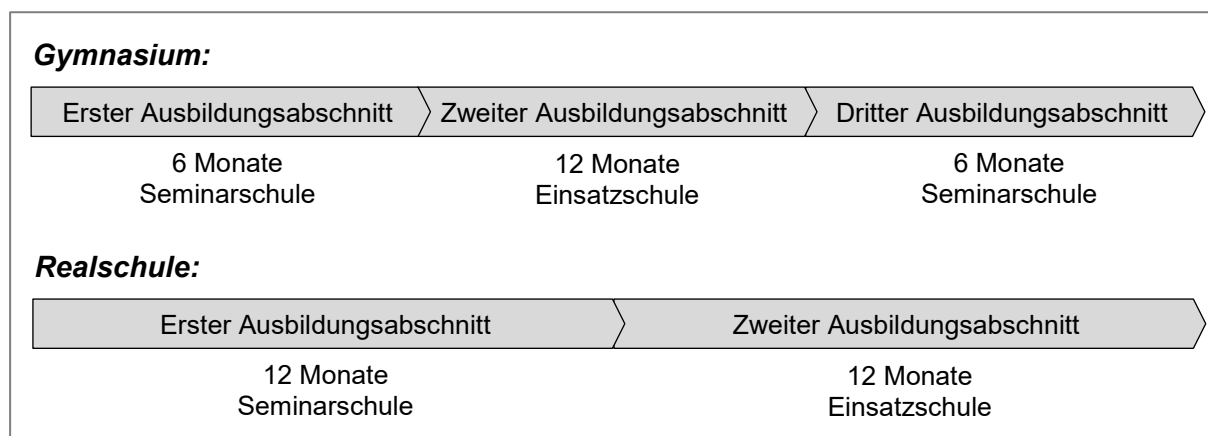 Gymnasium:
Erster Ausbildungsabschnitt Zweiter Ausbildungsabschnitt Dritter Ausbildungsabschnitt
6 Monate 12 Monate 6 Monate
Seminarschule Einsatzschule Seminarschule
Realschule:
Erster Ausbildungsabschnitt Zweiter Ausbildungsabschnitt
12 Monate 12 Monate
Seminarschule Einsatzschule